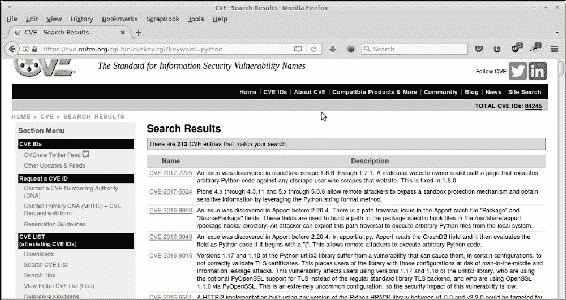 CVE - Search Results - Mozilla Firefox
File Edit View History Bookmarks ScrapBook Tools Help
CVE - Search Results
https://cve.mitre.org/cgi-bin/cvekey.cgi?keyword=python
Search
CVE
The Standard for Information Security Vulnerability Names
Follow CVE
Home | CVE IDs | About CVE | Compatible Products & More | Community | Blog | News | Site Search
TOTAL CVE IDs: 84245
HOME > CVE > SEARCH RESULTS
Section Menu
CVE IDs
CVEnew Twitter Feed
Other Updates & Feeds
Request a CVE ID
Contact a CVE Numbering Authority
(CNA)
Contact Primary CNA (MITRE) - CVE
Request web form
Reservation Guidelines
CVE LIST
(all existing CVE IDs)
Downloads
Search CVE List
Search Tips
View Entire CVE List (html)
Reference Key/Maps
Search Results
There are 213 CVE entries that match your search.
Name Description
CVE-2017-7235 An issue was discovered in cloudflare-scrape 1.6.6 through 1.7.1. A malicious website owner could craft a page that executes
arbitrary Python code against any cfscrape user who scrapes that website. This is fixed in 1.8.0.
CVE-2017-5524 Plone 4.x through 4.3.11 and 5.x through 5.0.6 allow remote attackers to bypass a sandbox protection mechanism and obtain
sensitive information by leveraging the Python string format method.
CVE-2016-9950 An issue was discovered in Apport before 2.20.4. There is a path traversal issue in the Apport crash file "Package" and
"SourcePackage" fields. These fields are used to build a path to the package specific hook files in the /usr/share/apport
/package-hooks/ directory. An attacker can exploit this path traversal to execute arbitrary Python files from the local system.
CVE-2016-9949 An issue was discovered in Apport before 2.20.4. In apport/ui.py, Apport reads the CrashDB field and it then evaluates the
field as Python code if it begins with a "{". This allows remote attackers to execute arbitrary Python code.
CVE-2016-9015 Versions 1.17 and 1.18 of the Python urllib3 library suffer from a vulnerability that can cause them, in certain configurations, to
not correctly validate TLS certificates. This places users of the library with those configurations at risk of man-in-the-middle and
information leakage attacks. This vulnerability affects users using versions 1.17 and 1.18 of the urllib3 library, who are using
the optional PyOpenSSL support for TLS instead of the regular standard library TLS backend, and who are using OpenSSL
1.1.0 via PyOpenSSL. This is an extremely uncommon configuration, so the security impact of this vulnerability is low.